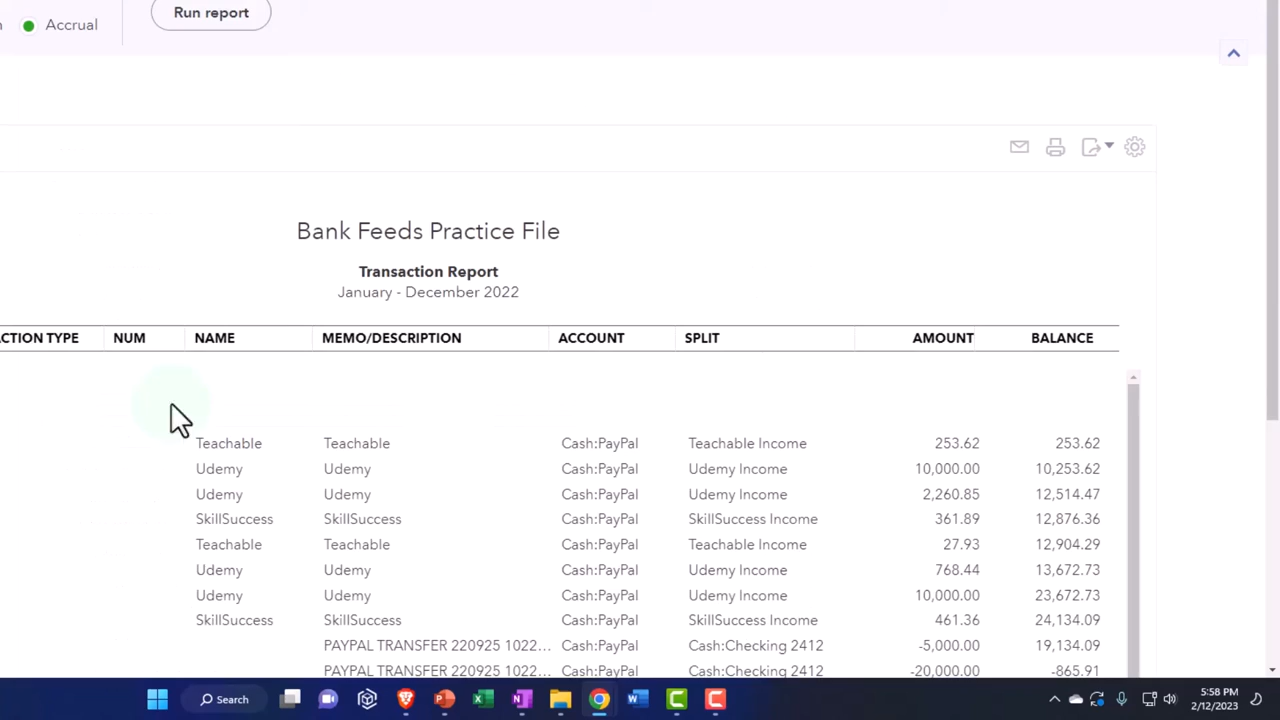 Accrual Run report
Bank Feeds Practice File
Transaction Report
January - December 2022
ACTION TYPE NUM NAME MEMO/DESCRIPTION ACCOUNT SPLIT AMOUNT BALANCE
Teachable Teachable Cash:PayPal Teachable Income 253.62 253.62
Udemy Udemy Cash:PayPal Udemy Income 10,000.00 10,253.62
Udemy Udemy Cash:PayPal Udemy Income 2,260.85 12,514.47
SkillSuccess SkillSuccess Cash:PayPal SkillSuccess Income 361.89 12,876.36
Teachable Teachable Cash:PayPal Teachable Income 27.93 12,904.29
Udemy Udemy Cash:PayPal Udemy Income 768.44 13,672.73
Udemy Udemy Cash:PayPal Udemy Income 10,000.00 23,672.73
SkillSuccess SkillSuccess Cash:PayPal SkillSuccess Income 461.36 24,134.09
PAYPAL TRANSFER 220925 1022... Cash:PayPal Cash:Checking 2412 -5,000.00 19,134.09
PAYPAL TRANSFER 220925 1022... Cash:PayPal Cash:Checking 2412 -20,000.00 -865.91
Search
5:58 PM
2/12/2023